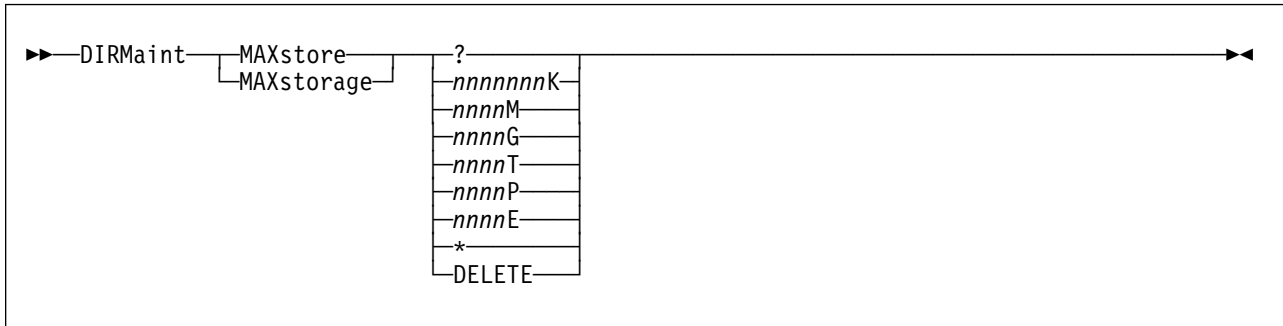 DIRMaint MAXstore ?
MAXstorage nnnnnnnK
nnnnM
nnnnG
nnnnT
nnnnP
nnnnE
*
DELETE